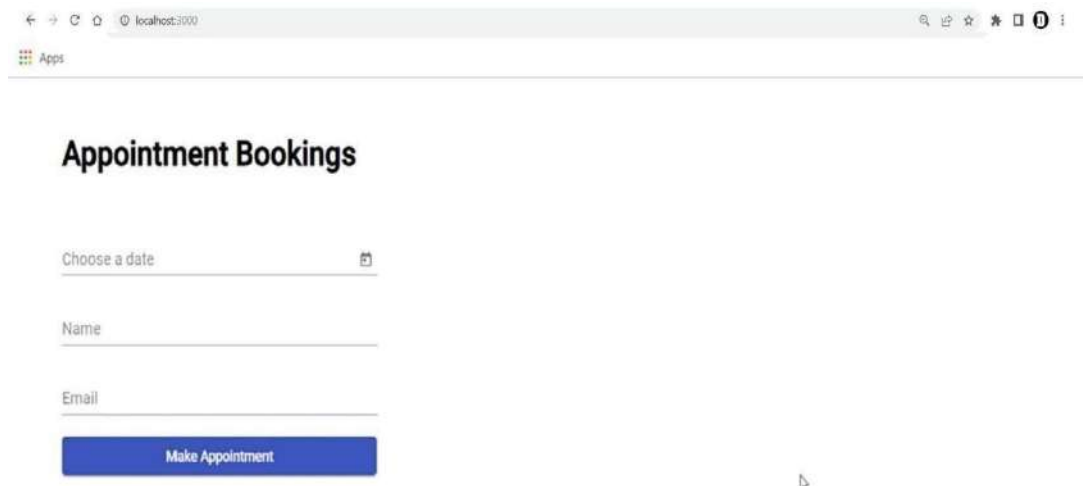 localhost:3000
Apps
Appointment Bookings
Choose a date
Name
Email
Make Appointment